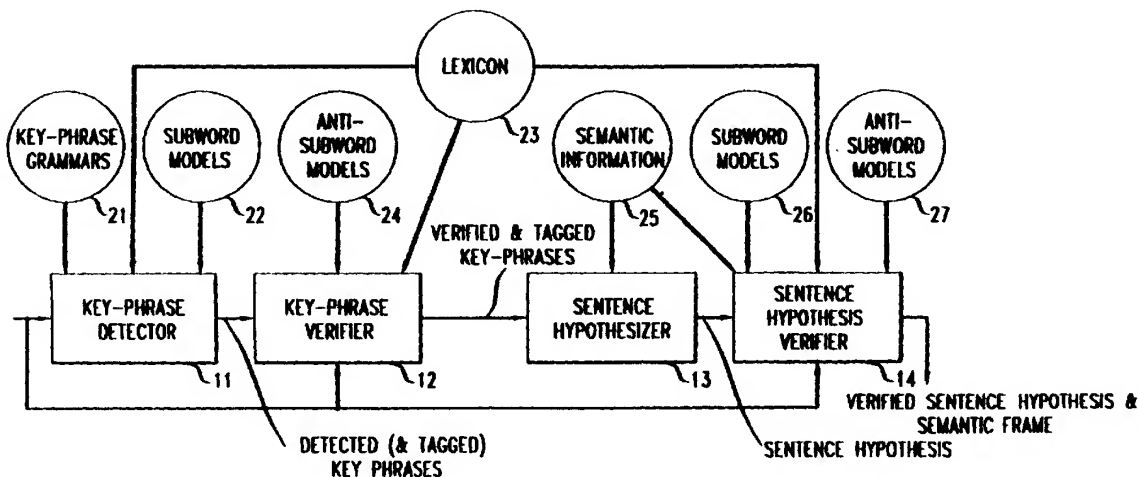 LEXICON
23
KEY-PHRASE
GRAMMARS
21
SUBWORD
MODELS
22
ANTI-
SUBWORD
MODELS
24
SEMANTIC
INFORMATION
25
SUBWORD
MODELS
26
ANTI-
SUBWORD
MODELS
27
VERIFIED & TAGGED
KEY-PHRASES
KEY-PHRASE
DETECTOR
11
KEY-PHRASE
VERIFIER
12
SENTENCE
HYPOTHESIZER
13
SENTENCE
HYPOTHESIS
VERIFIER
14
DETECTED (& TAGGED)
KEY PHRASES
SENTENCE HYPOTHESIS
VERIFIED SENTENCE HYPOTHESIS &
SEMANTIC FRAME